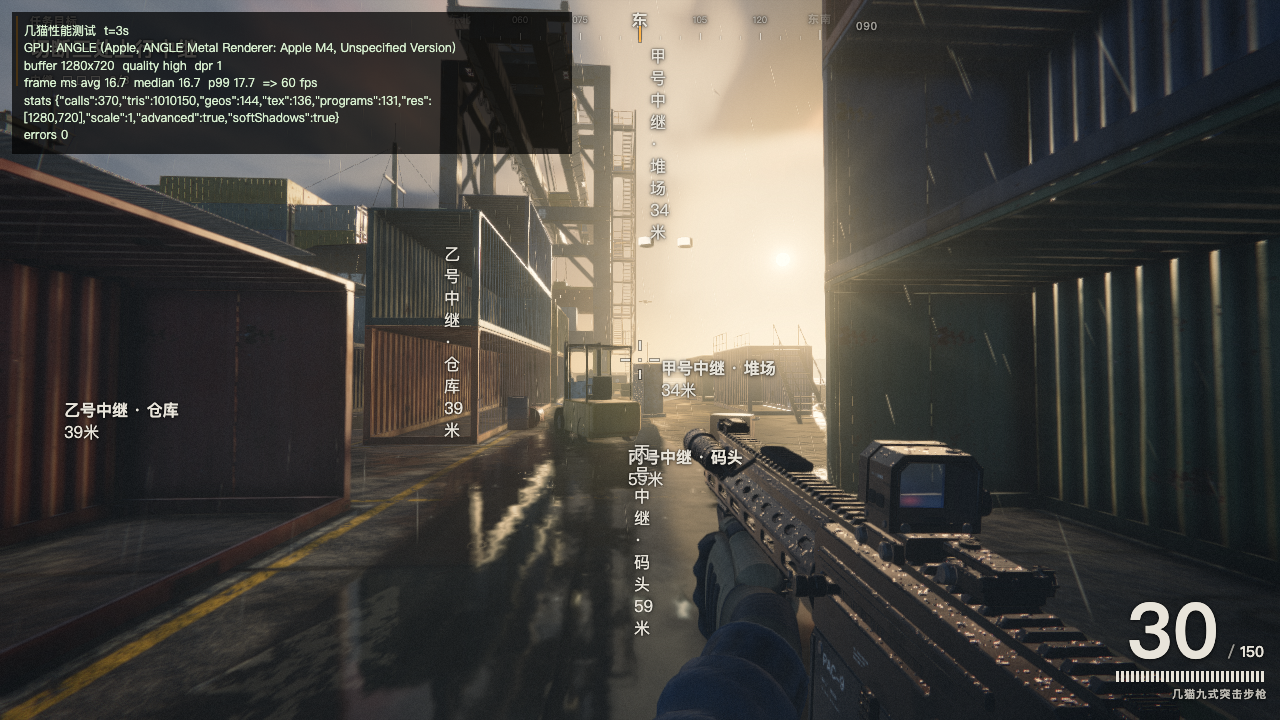 几猫性能测试 t=3s
GPU: ANGLE (Apple, ANGLE Metal Renderer: Apple M4, Unspecified Version)
buffer 1280x720 quality high dpr 1
frame ms avg 16.7 median 16.7 p99 17.7 => 60 fps
stats {"calls":370,"tris":1010150,"geos":144,"tex":136,"programs":131,"res":
[1280,720],"scale":1,"advanced":true,"softShadows":true}
errors 0
060
075
东
105
120
东南
090
甲号中继·堆场34米
乙号中继·仓库39米
甲号中继 · 堆场
34米
乙号中继 · 仓库
39米
丙号中继 · 码头
59米
丙号中继·码头59米
PAC-9
30 / 150
几猫九式突击步枪